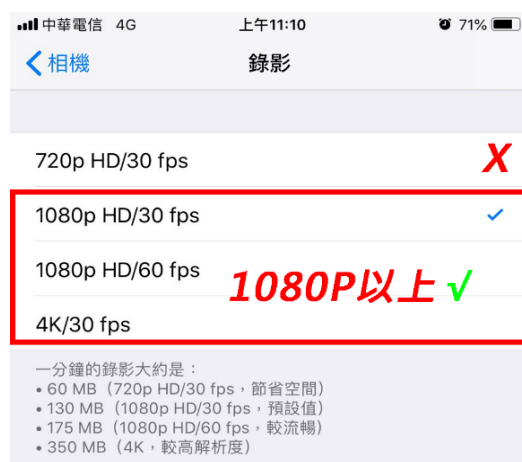 中華電信 4G 上午11:10 71%
相機 錄影
720p HD/30 fps X
1080p HD/30 fps ✓
1080p HD/60 fps
1080P以上 √
4K/30 fps
一分鐘的錄影大約是：
• 60 MB（720p HD/30 fps，節省空間）
• 130 MB（1080p HD/30 fps，預設值）
• 175 MB（1080p HD/60 fps，較流暢）
• 350 MB（4K，較高解析度）